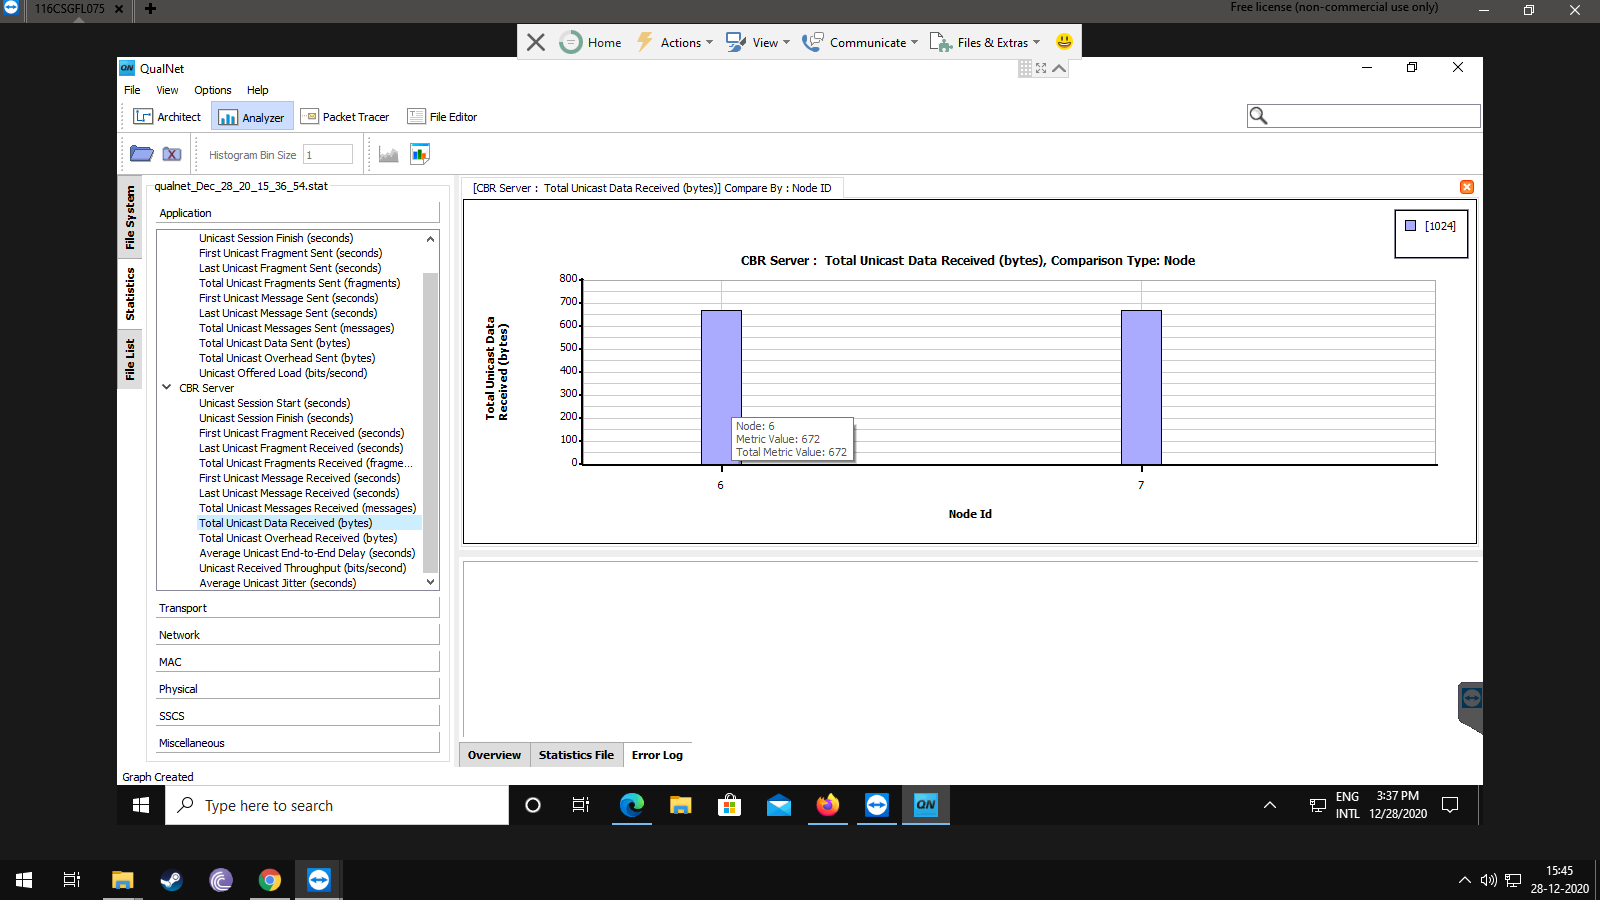 116CSGFL075
Free license (non-commercial use only)
Home
Actions
View
Communicate
Files & Extras
QN
QualNet
File
View
Options
Help
Architect
Analyzer
Packet Tracer
File Editor
Histogram Bin Size
1
File System
Statistics
File List
qualnet_Dec_28_20_15_36_54.stat
Application
Unicast Session Finish (seconds)
First Unicast Fragment Sent (seconds)
Last Unicast Fragment Sent (seconds)
Total Unicast Fragments Sent (fragments)
First Unicast Message Sent (seconds)
Last Unicast Message Sent (seconds)
Total Unicast Messages Sent (messages)
Total Unicast Data Sent (bytes)
Total Unicast Overhead Sent (bytes)
Unicast Offered Load (bits/second)
CBR Server
Unicast Session Start (seconds)
Unicast Session Finish (seconds)
First Unicast Fragment Received (seconds)
Last Unicast Fragment Received (seconds)
Total Unicast Fragments Received (fragme...
First Unicast Message Received (seconds)
Last Unicast Message Received (seconds)
Total Unicast Messages Received (messages)
Total Unicast Data Received (bytes)
Total Unicast Overhead Received (bytes)
Average Unicast End-to-End Delay (seconds)
Unicast Received Throughput (bits/second)
Average Unicast Jitter (seconds)
Transport
Network
MAC
Physical
SSCS
Miscellaneous
Graph Created
[CBR Server : Total Unicast Data Received (bytes)] Compare By : Node ID
[1024]
CBR Server : Total Unicast Data Received (bytes), Comparison Type: Node
Total Unicast Data
Received (bytes)
800
700
600
500
400
300
200
100
0
Node: 6
Metric Value: 672
Total Metric Value: 672
6
7
Node Id
Overview
Statistics File
Error Log
Type here to search
QN
ENG
INTL
3:37 PM
12/28/2020
15:45
28-12-2020